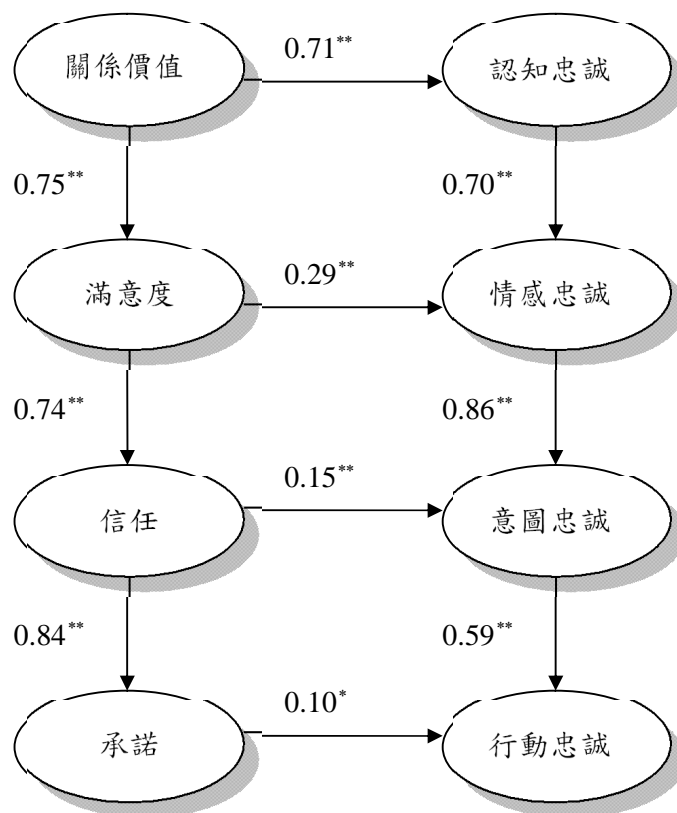 關係價值 0.71** 認知忠誠
0.75** 0.70**
滿意度 0.29** 情感忠誠
0.74** 0.86**
信任 0.15** 意圖忠誠
0.84** 0.59**
承諾 0.10* 行動忠誠